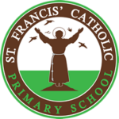 ST. FRANCIS' CATHOLIC
PRIMARY SCHOOL